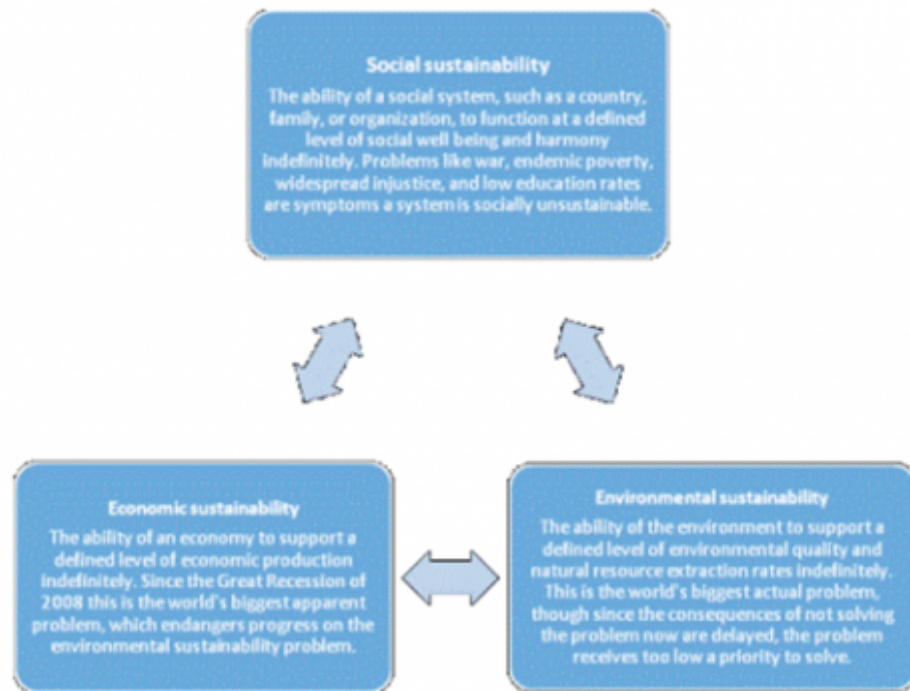 Social sustainability
The ability of a social system, such as a country,
family, or organization, to function at a defined
level of social well being and harmony
indefinitely. Problems like war, endemic poverty,
widespread injustice, and low education rates
are symptoms a system is socially unsustainable.
Economic sustainability
The ability of an economy to support a
defined level of economic production
indefinitely. Since the Great Recession of
2008 this is the world's biggest apparent
problem, which endangers progress on the
environmental sustainability problem.
Environmental sustainability
The ability of the environment to support a
defined level of environmental quality and
natural resource extraction rates indefinitely.
This is the world's biggest actual problem,
though since the consequences of not solving
the problem now are delayed, the problem
receives too low a priority to solve.